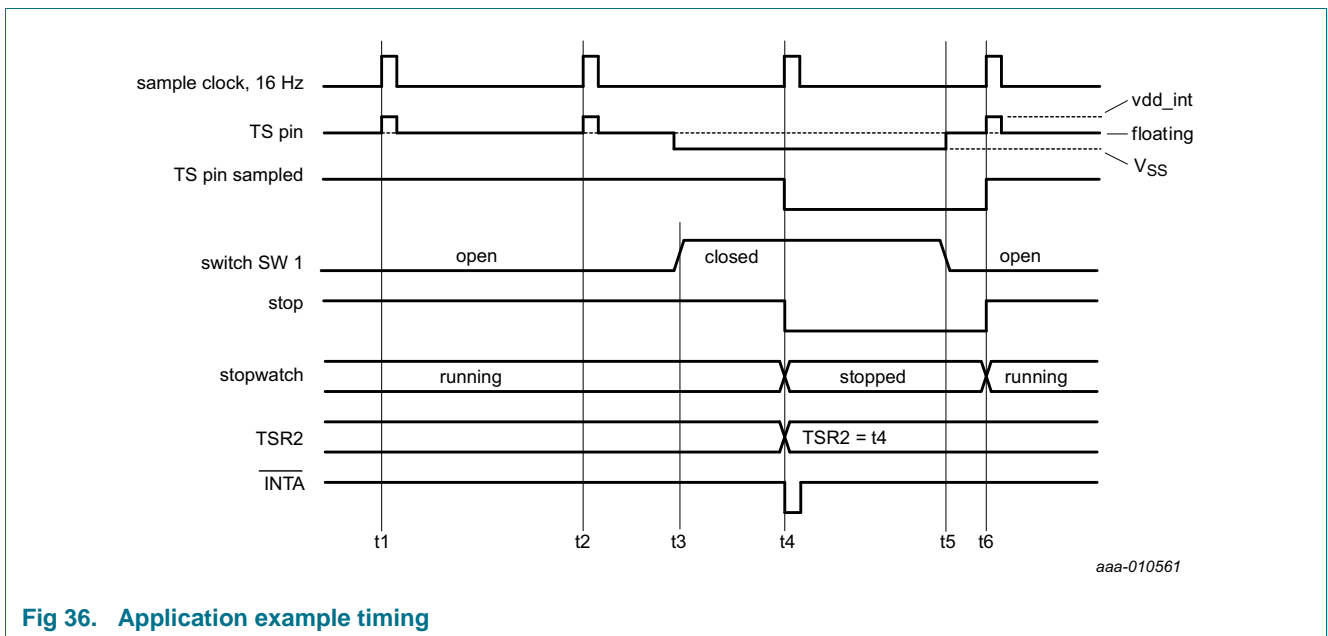 sample clock, 16 Hz
vdd_int
TS pin
floating
VSS
TS pin sampled
switch SW 1
open
closed
open
stop
stopwatch
running
stopped
running
TSR2
TSR2 = t4
INTA
t1
t2
t3
t4
t5
t6
aaa-010561
Fig 36. Application example timing